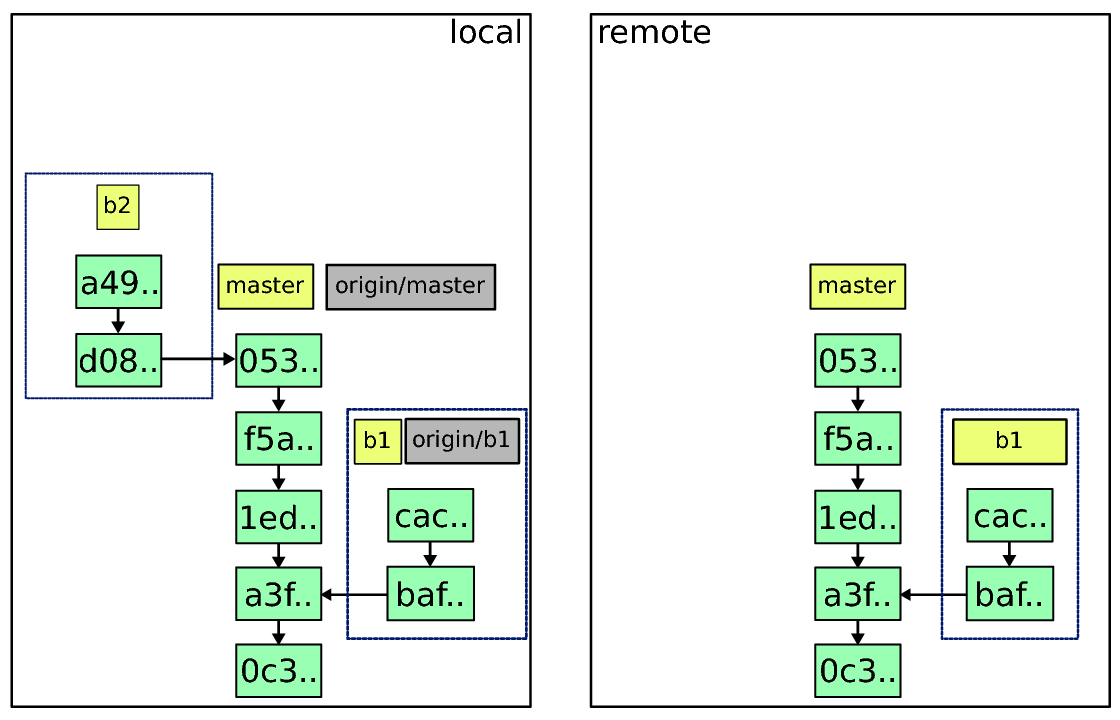 local
b2
a49..
d08..
master
origin/master
053..
f5a..
1ed..
a3f..
0c3..
b1
origin/b1
cac..
baf..
remote
master
053..
f5a..
1ed..
a3f..
0c3..
b1
cac..
baf..